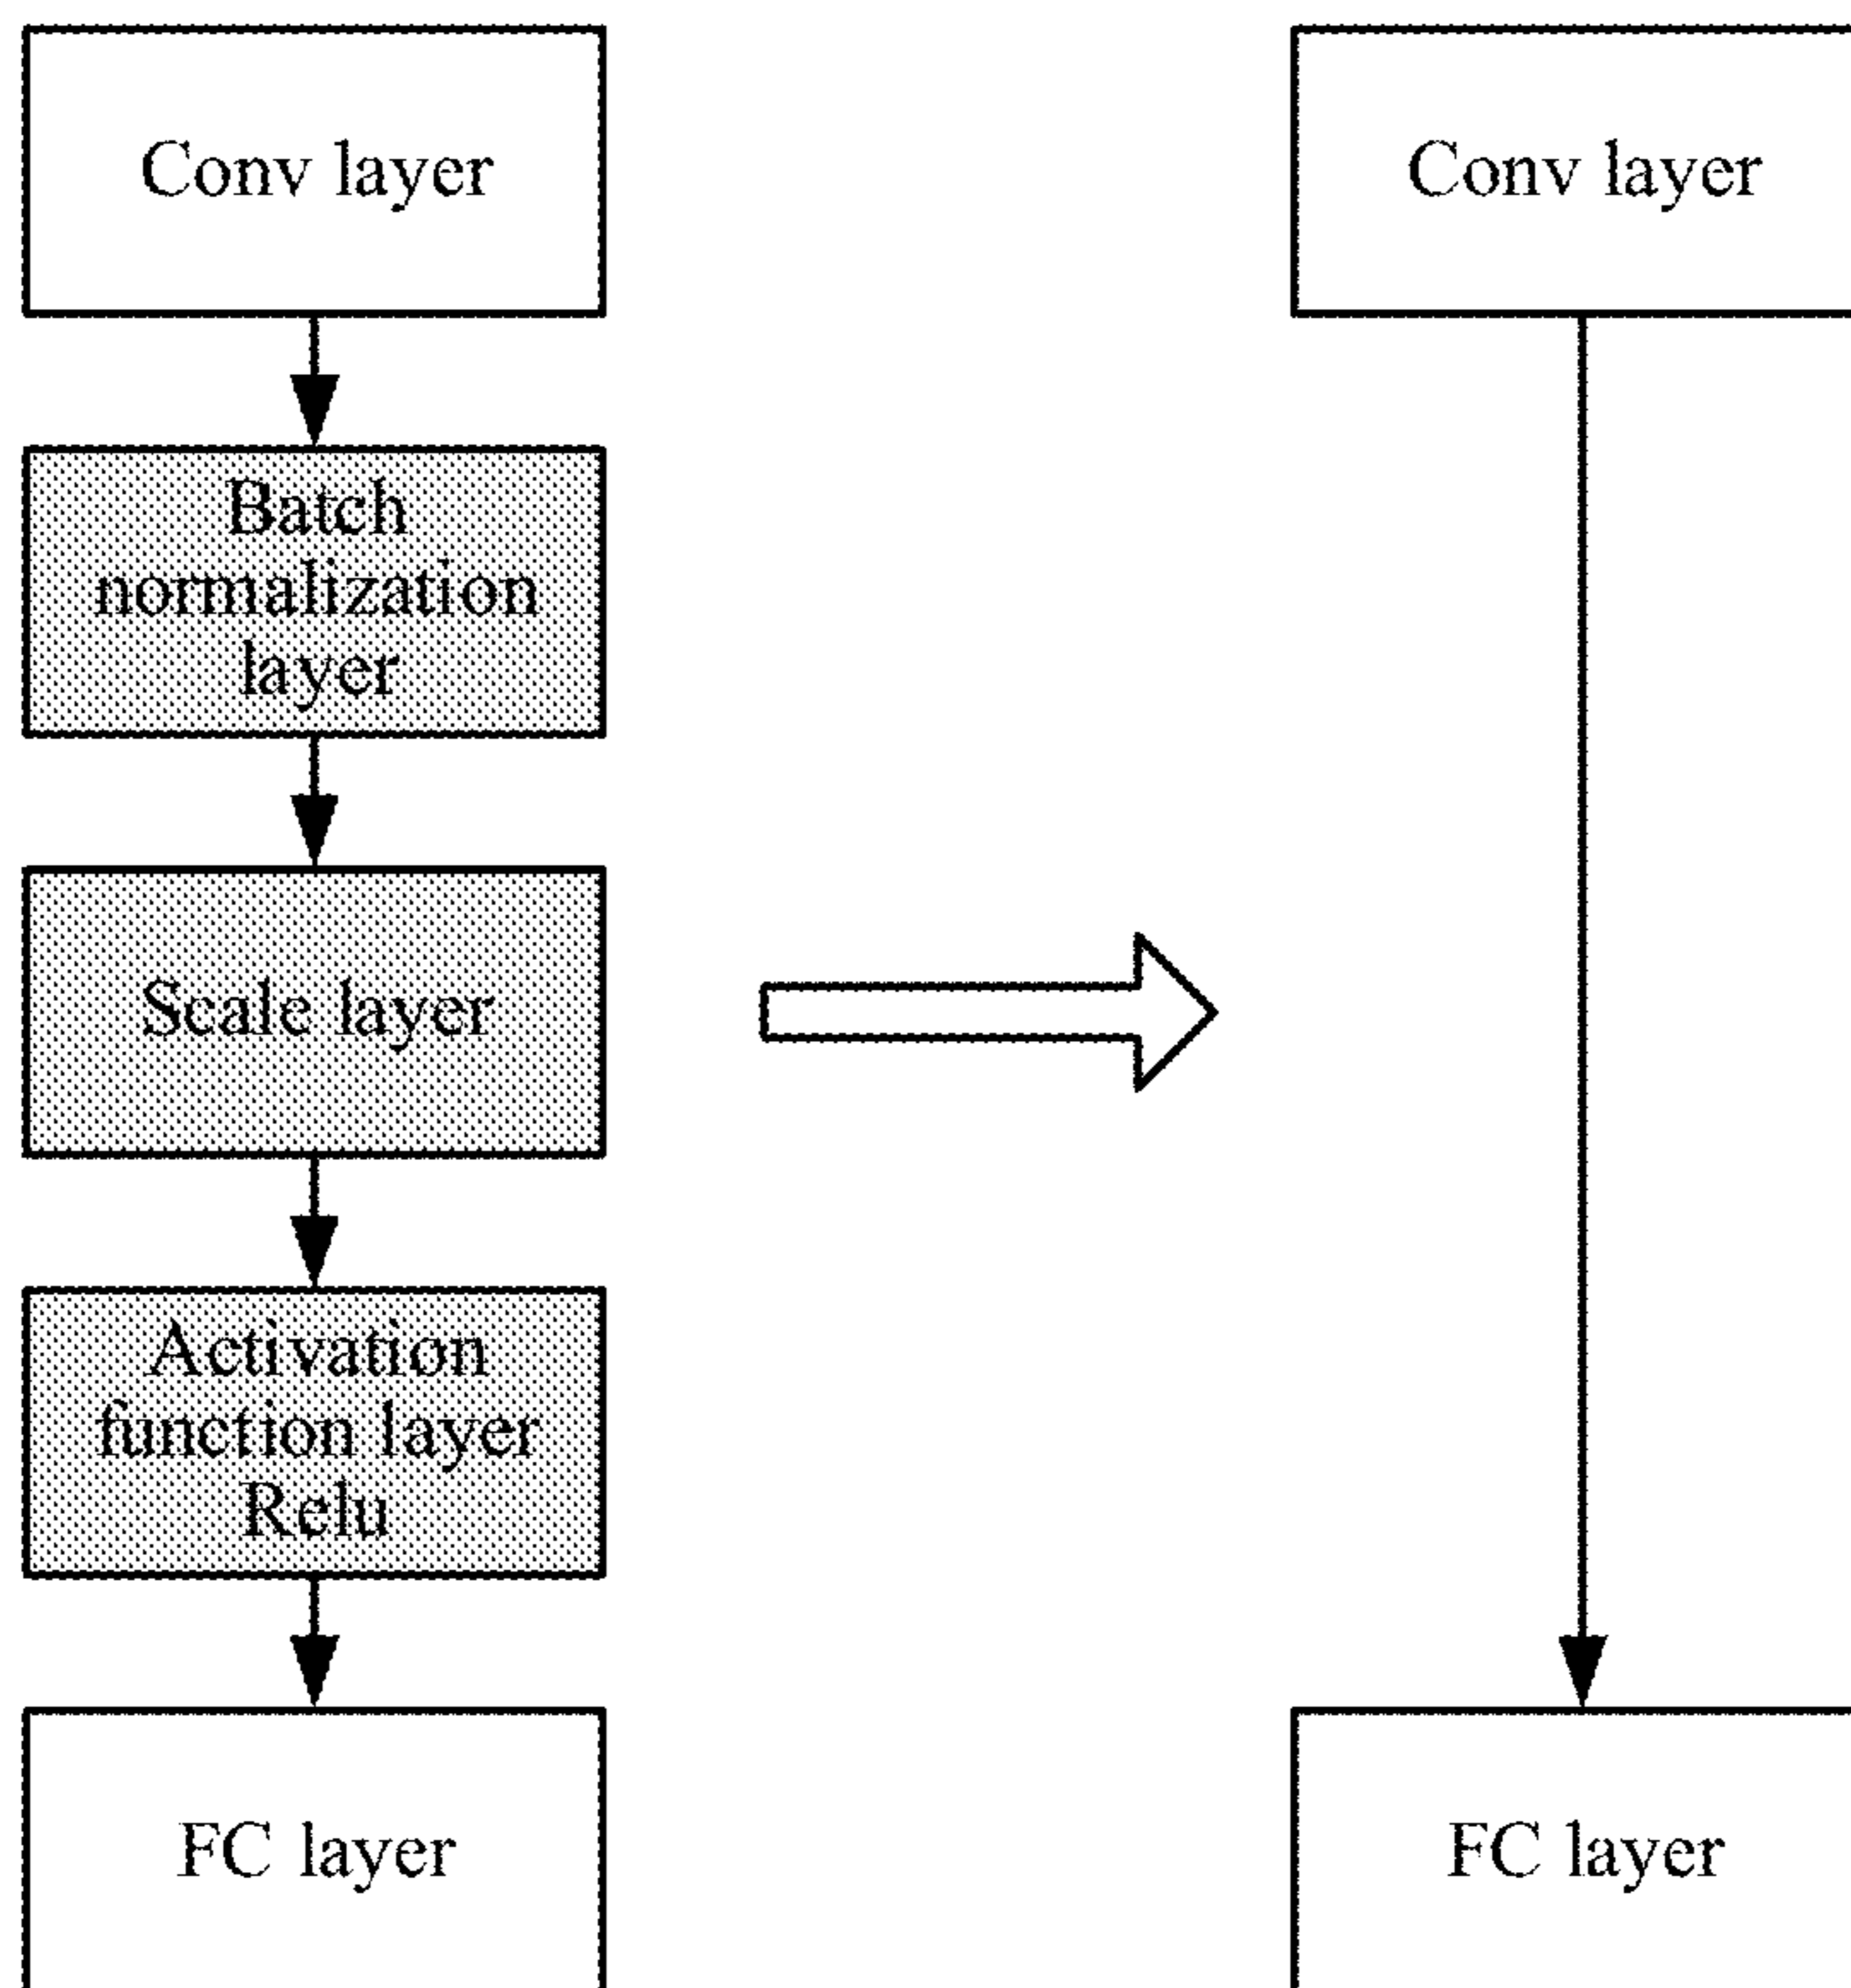 Conv layer
Batch
normalization
layer
Scale layer
Activation
function layer
Relu
FC layer
Conv layer
FC layer